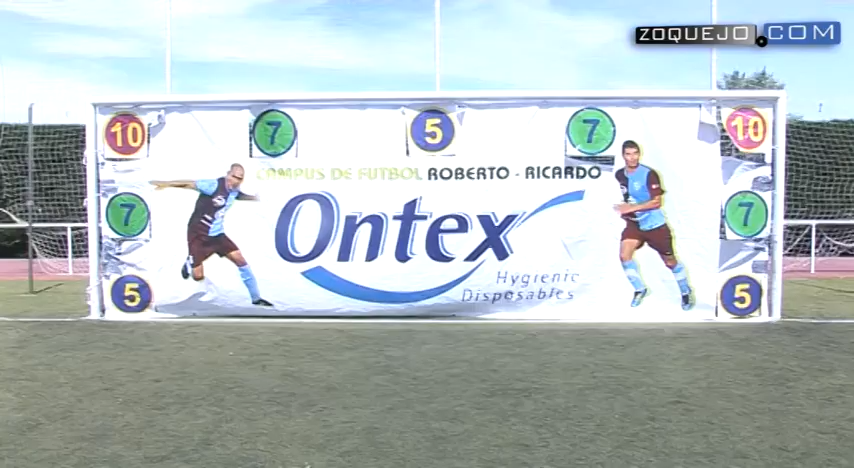 ZOQUEJO.COM
10 7 5 7 10
CAMPUS DE FUTBOL ROBERTO - RICARDO
7 7
Ontex
Hygienic
Disposables
5 5